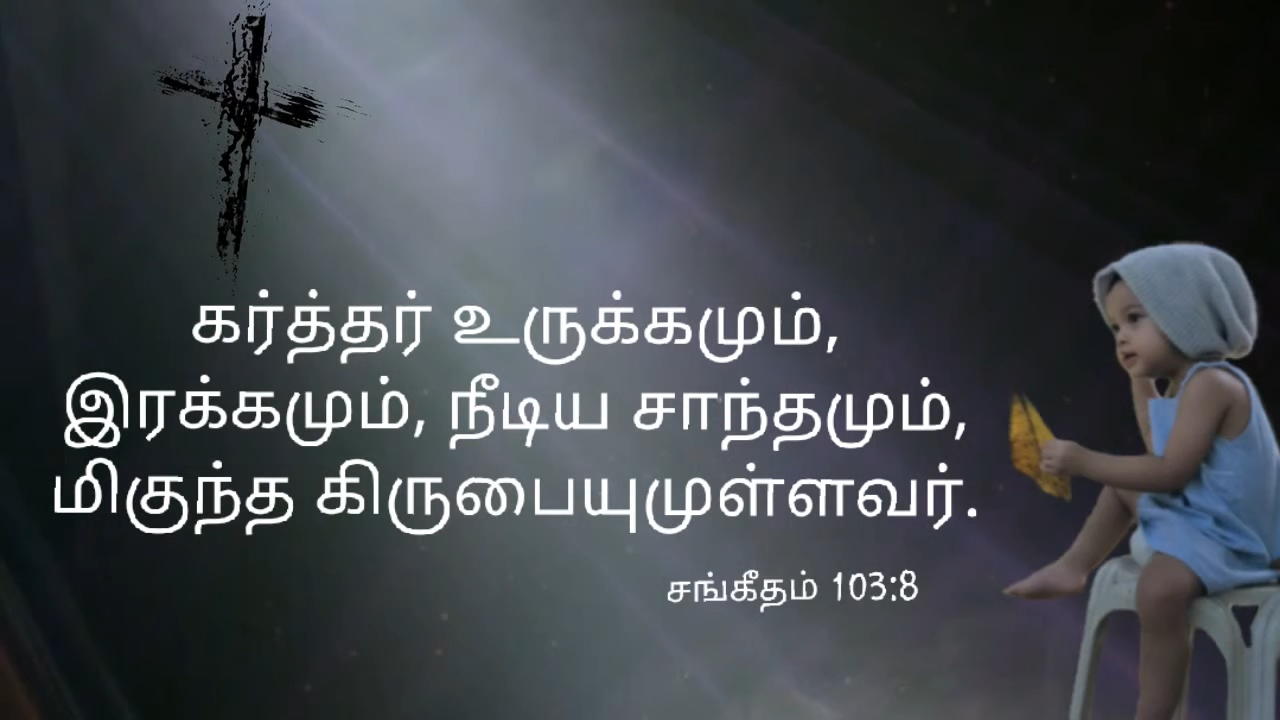 கர்த்தர் உருக்கமும்,
இரக்கமும், நீடிய சாந்தமும்,
மிகுந்த கிருபையுமுள்ளவர்.
சங்கீதம் 103:8